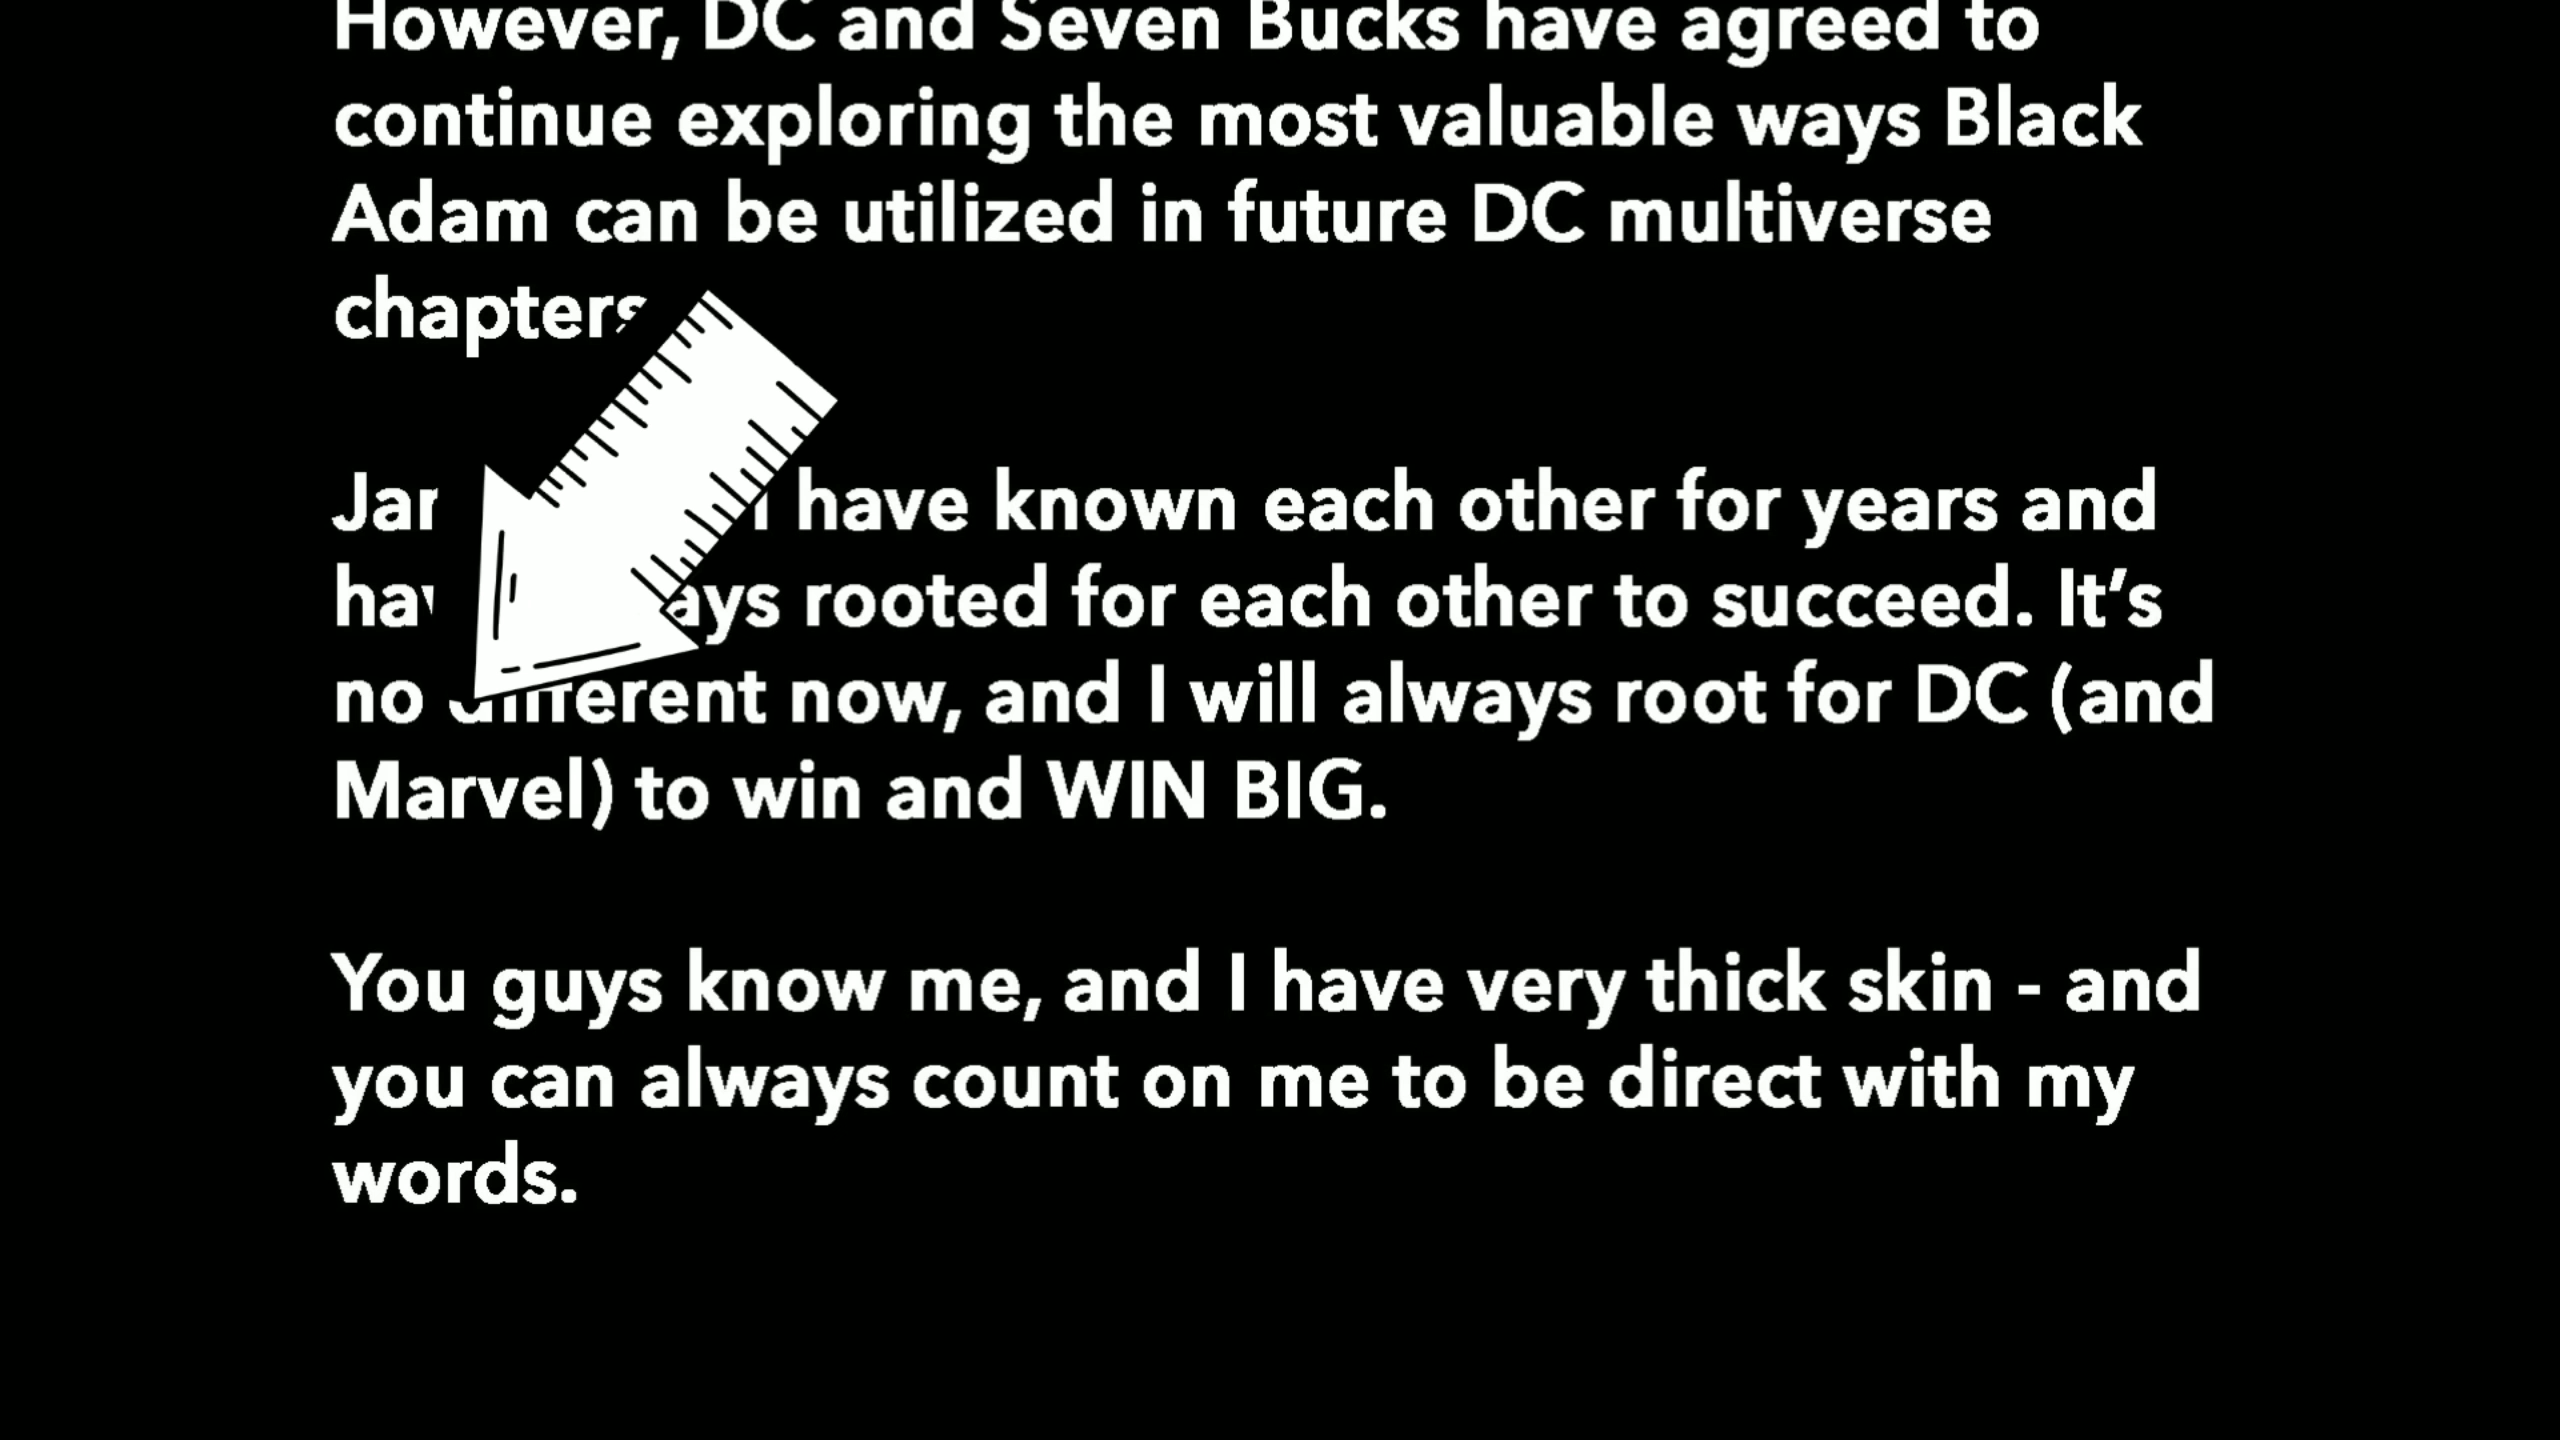 However, DC and Seven Bucks have agreed to
continue exploring the most valuable ways Black
Adam can be utilized in future DC multiverse
chapters
I have known each other for years and
rooted for each other to succeed. It’s
no different now, and I will always root for DC (and
Marvel) to win and WIN BIG.
You guys know me, and I have very thick skin - and
you can always count on me to be direct with my
words.